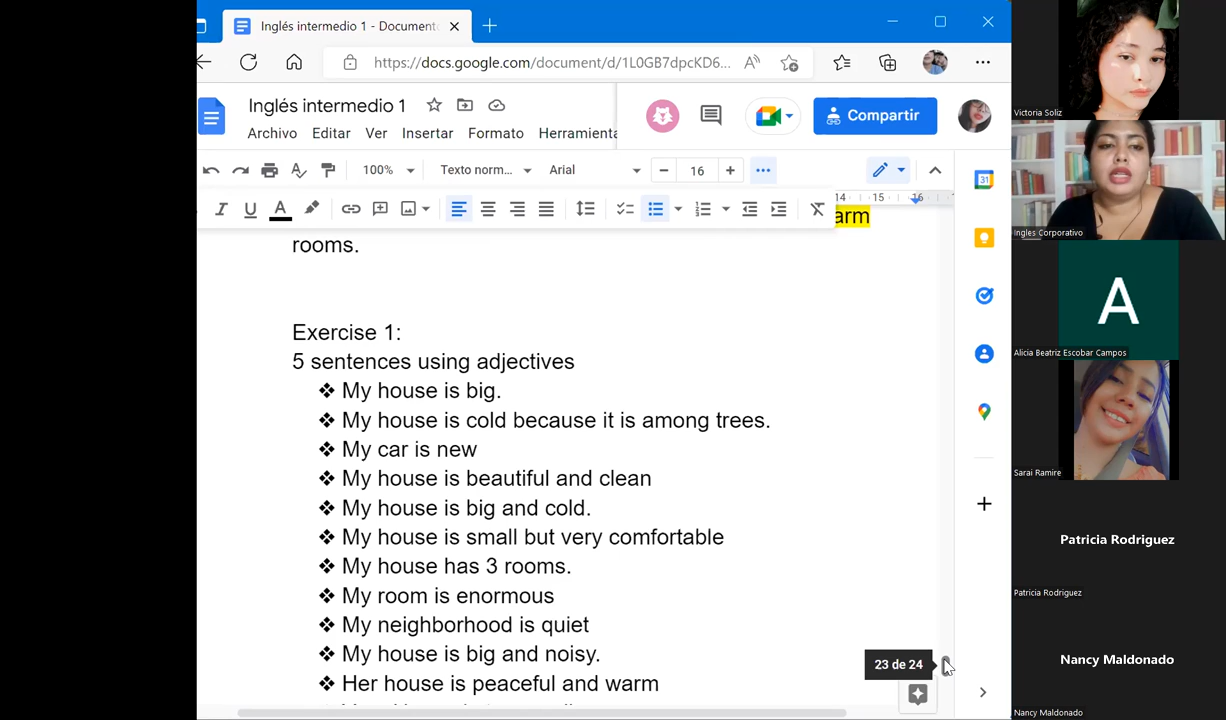 Inglés intermedio 1 - Document
https://docs.google.com/document/d/1L0GB7dpcKD6...
Inglés intermedio 1
Archivo Editar Ver Insertar Formato Herramienta
Compartir
100% Texto norm... Arial 16
14 15 16
arm
rooms.
Exercise 1:
5 sentences using adjectives
❖ My house is big.
❖ My house is cold because it is among trees.
❖ My car is new
❖ My house is beautiful and clean
❖ My house is big and cold.
❖ My house is small but very comfortable
❖ My house has 3 rooms.
❖ My room is enormous
❖ My neighborhood is quiet
❖ My house is big and noisy.
❖ Her house is peaceful and warm
23 de 24
31
Victoria Soliz
Ingles Corporativo
A
Alicia Beatriz Escobar Campos
Sarai Ramire
Patricia Rodriguez
Patricia Rodriguez
Nancy Maldonado
Nancy Maldonado